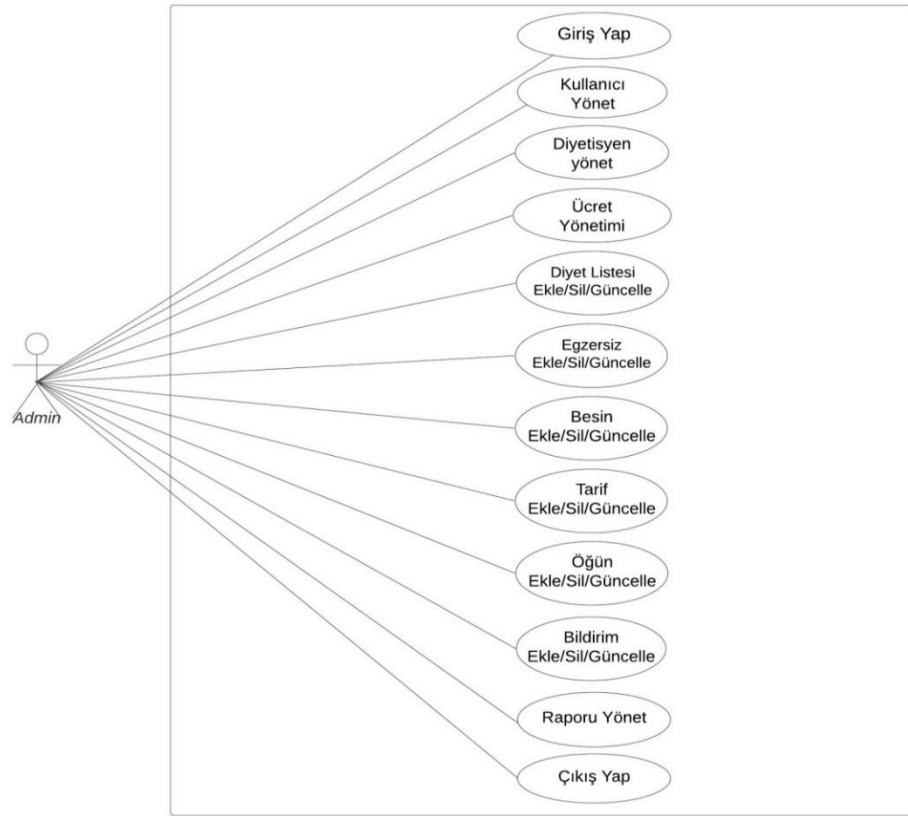 Giriş Yap
Kullanıcı
Yönet
Diyetisyen
yönet
Ücret
Yönetimi
Diyet Listesi
Ekle/Sil/Güncelle
Egzersiz
Ekle/Sil/Güncelle
Admin
Besin
Ekle/Sil/Güncelle
Tarif
Ekle/Sil/Güncelle
Öğün
Ekle/Sil/Güncelle
Bildirim
Ekle/Sil/Güncelle
Raporu Yönet
Çıkış Yap